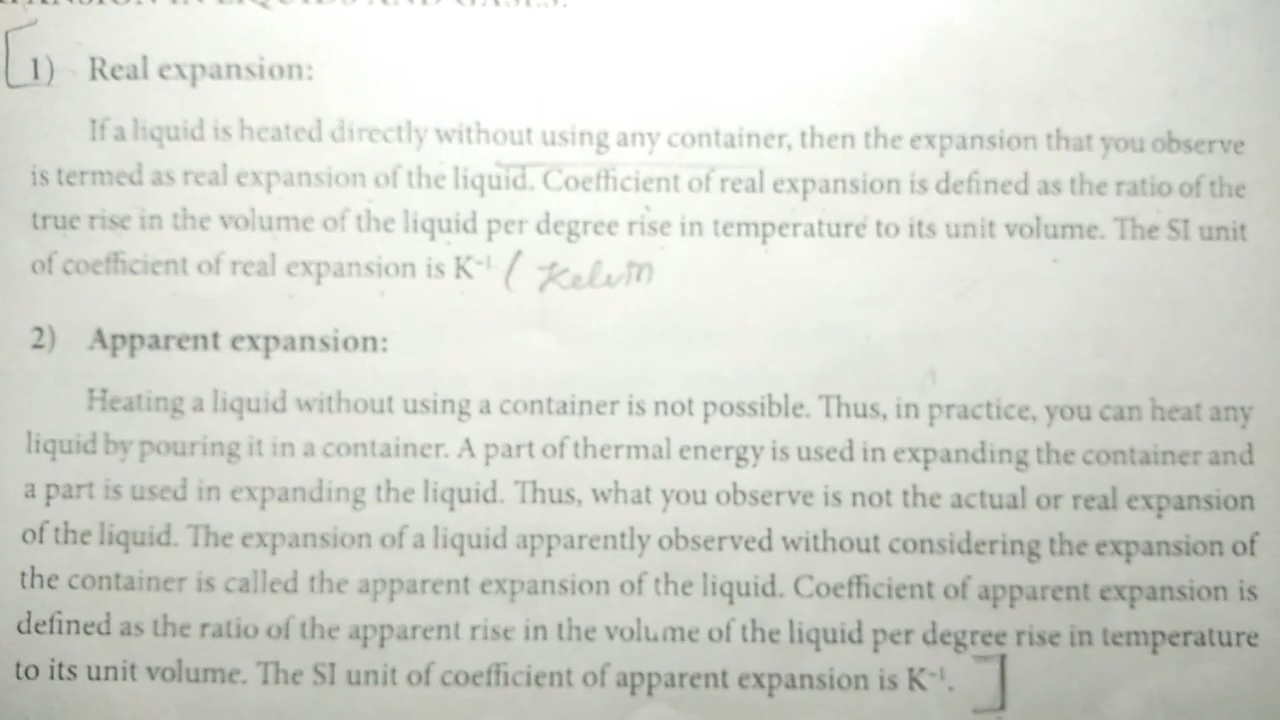 1) Real expansion:
If a liquid is heated directly without using any container, then the expansion that you observe
is termed as real expansion of the liquid. Coefficient of real expansion is defined as the ratio of the
true rise in the volume of the liquid per degree rise in temperature to its unit volume. The SI unit
of coefficient of real expansion is K⁻¹ ( Kelvin
2) Apparent expansion:
Heating a liquid without using a container is not possible. Thus, in practice, you can heat any
liquid by pouring it in a container. A part of thermal energy is used in expanding the container and
a part is used in expanding the liquid. Thus, what you observe is not the actual or real expansion
of the liquid. The expansion of a liquid apparently observed without considering the expansion of
the container is called the apparent expansion of the liquid. Coefficient of apparent expansion is
defined as the ratio of the apparent rise in the volume of the liquid per degree rise in temperature
to its unit volume. The SI unit of coefficient of apparent expansion is K⁻¹.